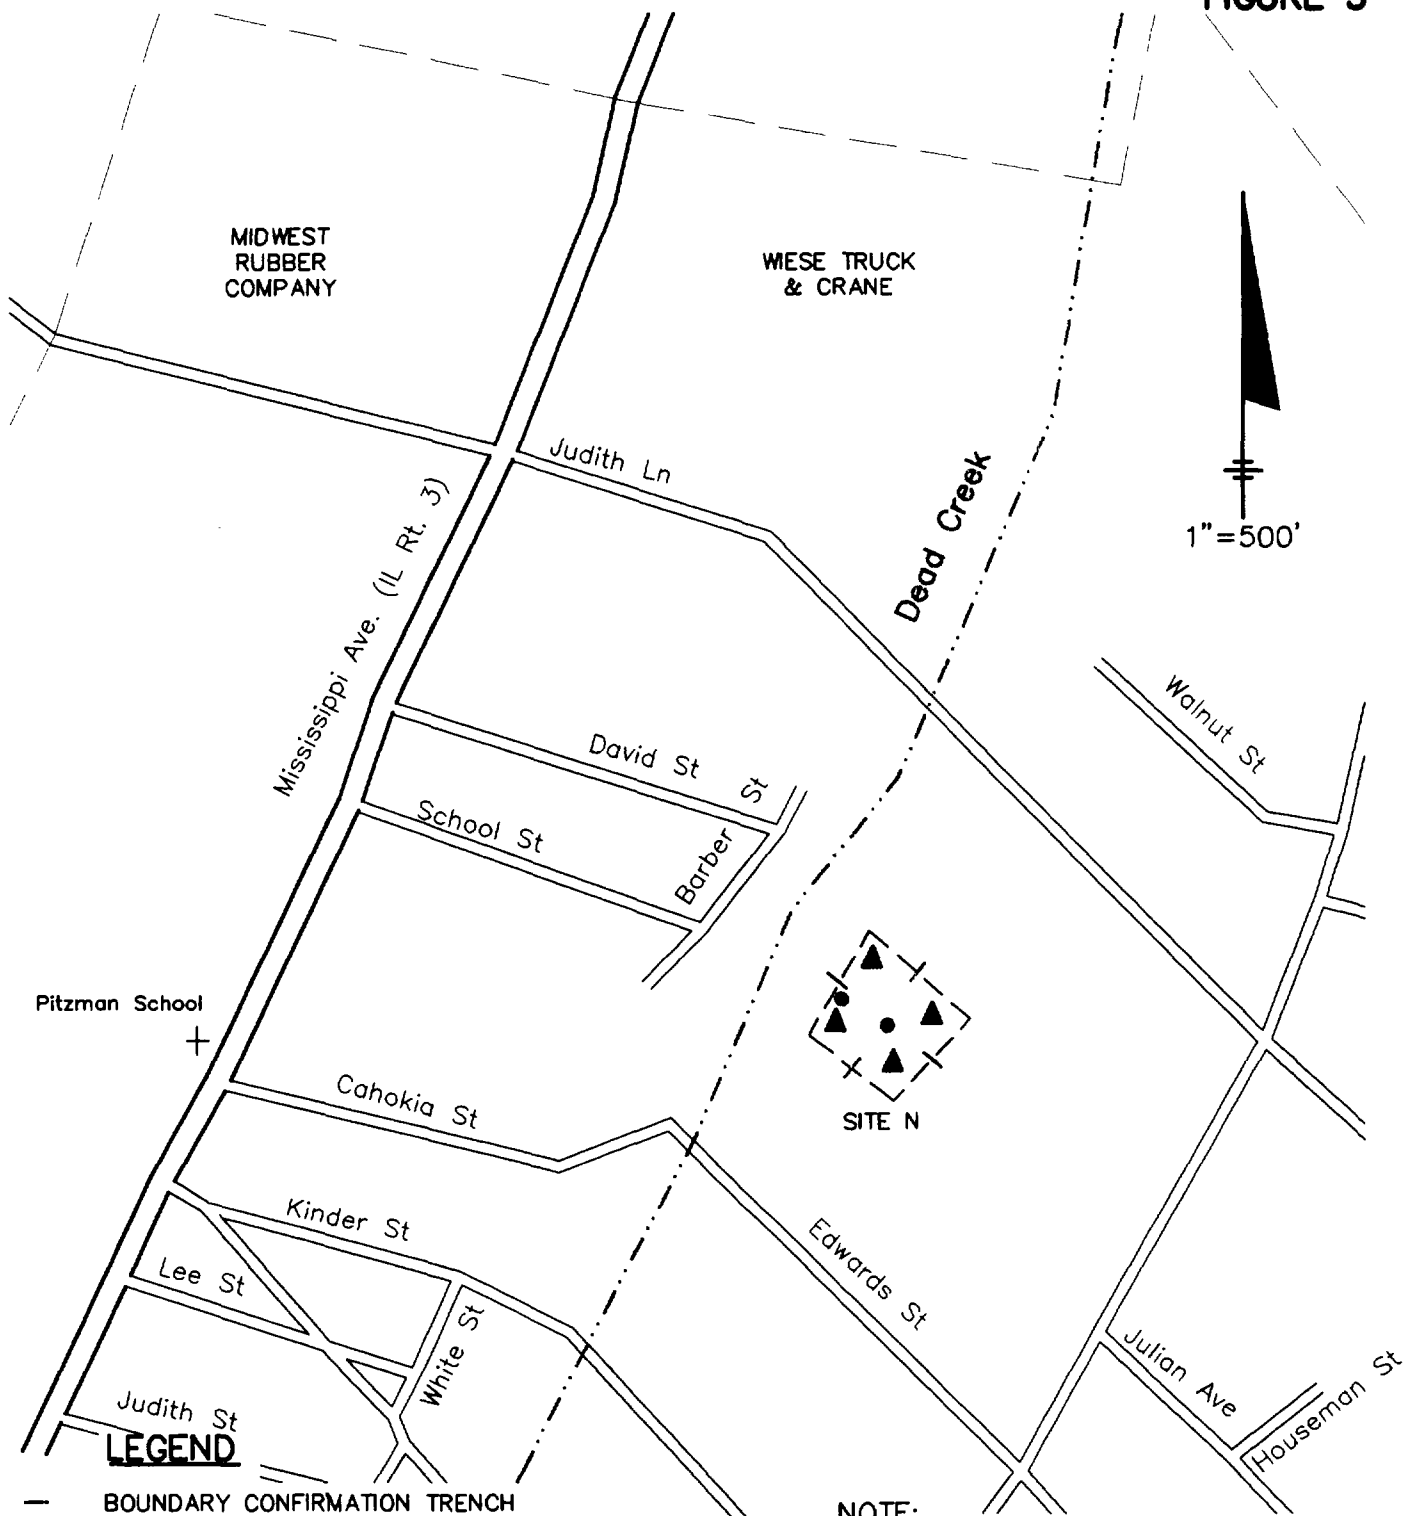 FIGURE 3
MIDWEST
RUBBER
COMPANY
WIESE TRUCK
& CRANE
Judith Ln
Mississippi Ave. (IL Rt. 3)
Dead Creek
1"=500'
Walnut St
David St
School St
Barber St
Pitzman School
SITE N
Cahokia St
Kinder St
Lee St
White St
Edwards St
Julian Ave
Houseman St
Judith St
LEGEND
— BOUNDARY CONFIRMATION TRENCH
NOTE: